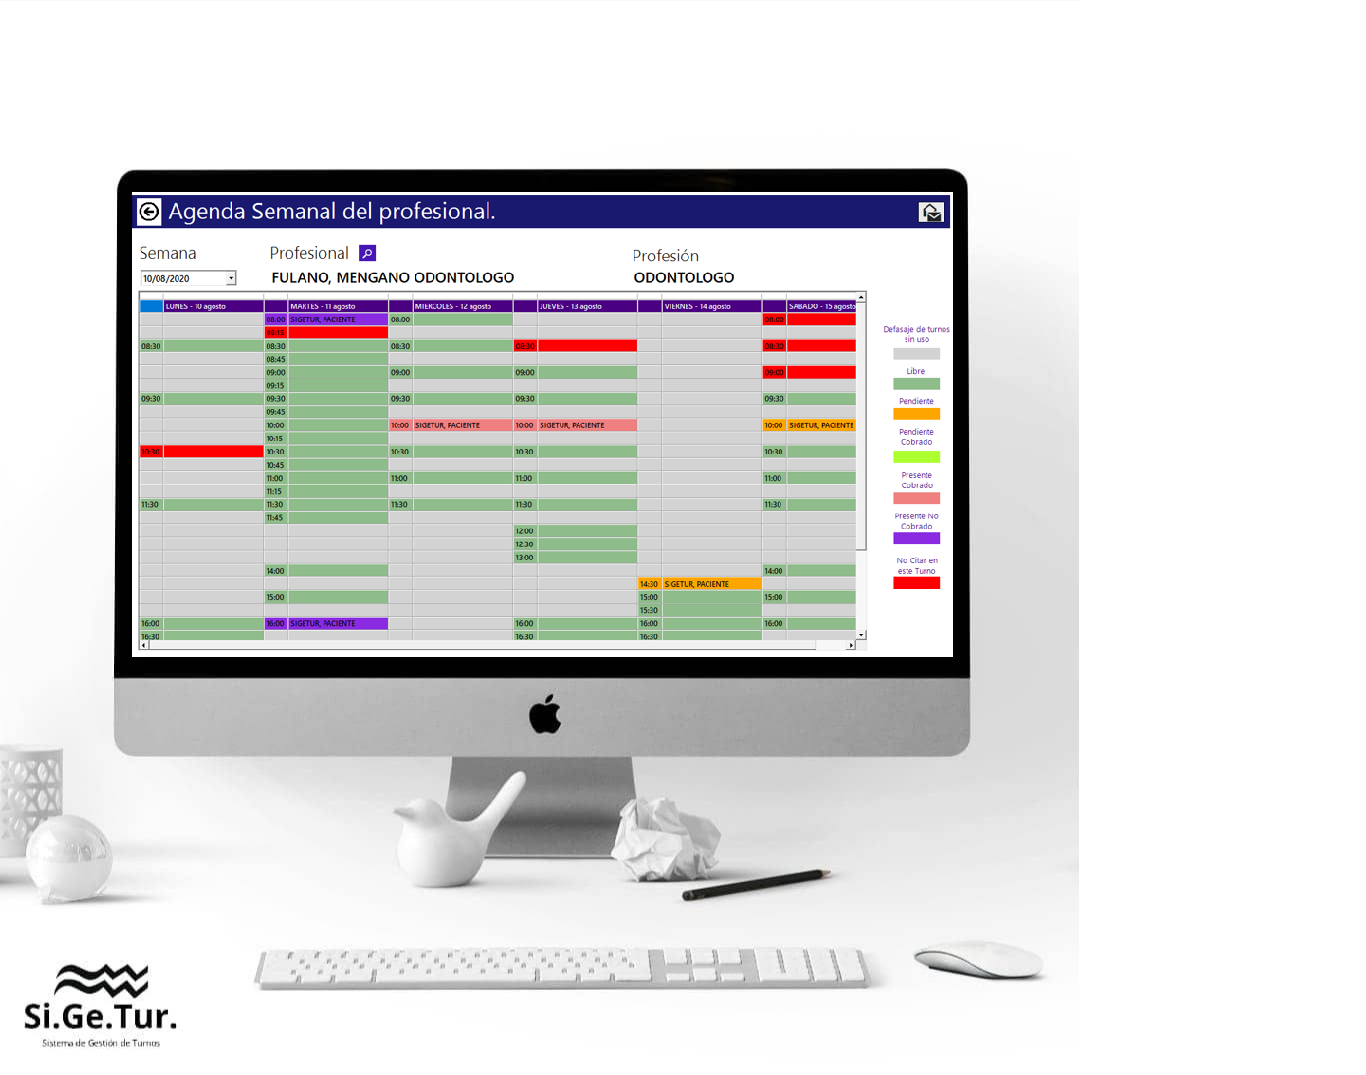 Agenda Semanal del profesional.
Semana Profesional Profesión
10/08/2020 FULANO, MENGANO ODONTOLOGO ODONTOLOGO
LUNES - 10 agosto MARTES - 11 agosto MIERCOLES - 12 agosto JUEVES - 13 agosto VIERNES - 14 agosto SABADO - 15 agosto
08:00 SIGETUR, PACIENTE 08:00 08:00
08:15
08:30 08:30 08:30 08:30 08:30
08:45
09:00 09:00 09:00 09:00
09:15
09:30 09:30 09:30 09:30 09:30
09:45
10:00 10:00 SIGETUR, PACIENTE 10:00 SIGETUR, PACIENTE 10:00 SIGETUR, PACIENTE
10:15
10:30 10:30 10:30 10:30 10:30
10:45
11:00 11:00 11:00 11:00
11:15
11:30 11:30 11:30 11:30 11:30
11:45
12:00
12:30
13:00
14:00 14:00
14:30 SIGETUR, PACIENTE
15:00 15:00 15:00
15:30
16:00 16:00 SIGETUR, PACIENTE 16:00 16:00 16:00
16:30 16:30 16:30
Defasaje de turnos
sin uso
Libre
Pendiente
Pendiente
Cobrado
Presente
Cobrado
Presente No
Cobrado
No Citar en
este Turno
Si.Ge.Tur.
Sistema de Gestión de Turnos